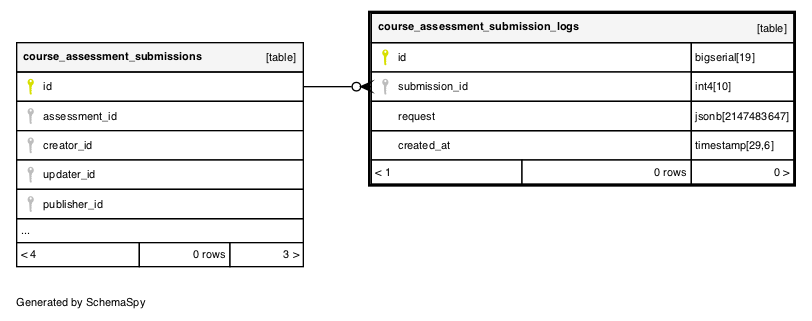 course_assessment_submissions [table]
id
assessment_id
creator_id
updater_id
publisher_id
...
< 4 0 rows 3 >
course_assessment_submission_logs [table]
id bigserial[19]
submission_id int4[10]
request jsonb[2147483647]
created_at timestamp[29,6]
< 1 0 rows 0 >
Generated by SchemaSpy